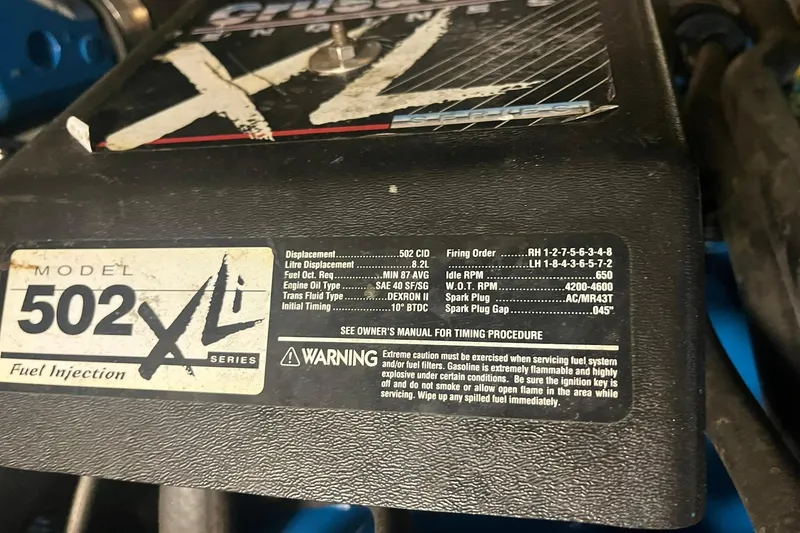 Crusader
ENGINES
XL
SERIES
MODEL
502 XLi
SERIES
Fuel Injection
Displacement..................502 CID
Litre Displacement ..............8.2L
Fuel Oct. Req ............MIN 87 AVG
Engine Oil Type .....SAE 40 SF/SG
Trans Fluid Type ..........DEXRON II
Initial Timing ..............10° BTDC
Firing Order .......RH 1-2-7-5-6-3-4-8
.......................LH 1-8-4-3-6-5-7-2
Idle RPM ..............................650
W.O.T. RPM ................4200-4600
Spark Plug ..................AC/MR43T
Spark Plug Gap .....................045"
SEE OWNER'S MANUAL FOR TIMING PROCEDURE
WARNING
Extreme caution must be exercised when servicing fuel system
and/or fuel filters. Gasoline is extremely flammable and highly
explosive under certain conditions. Be sure the ignition key is
off and do not smoke or allow open flame in the area while
servicing. Wipe up any spilled fuel immediately.